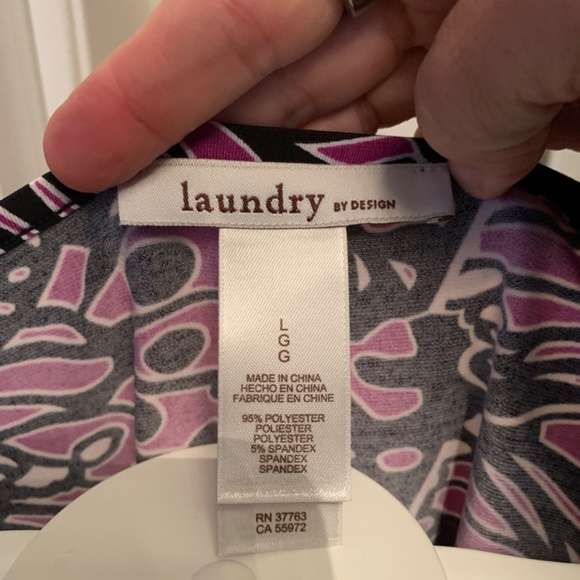 laundry BY DESIGN
L
G
G
MADE IN CHINA
HECHO EN CHINA
FABRIQUE EN CHINE
95% POLYESTER
POLIESTER
POLYESTER
5% SPANDEX
SPANDEX
SPANDEX
RN 37763
CA 55972